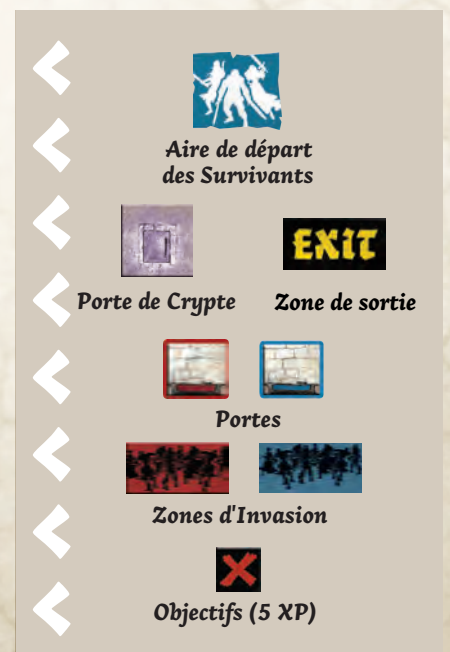 Aire de départ
des Survivants
EXIT
Porte de Crypte
Zone de sortie
Portes
Zones d'Invasion
Objectifs (5 XP)